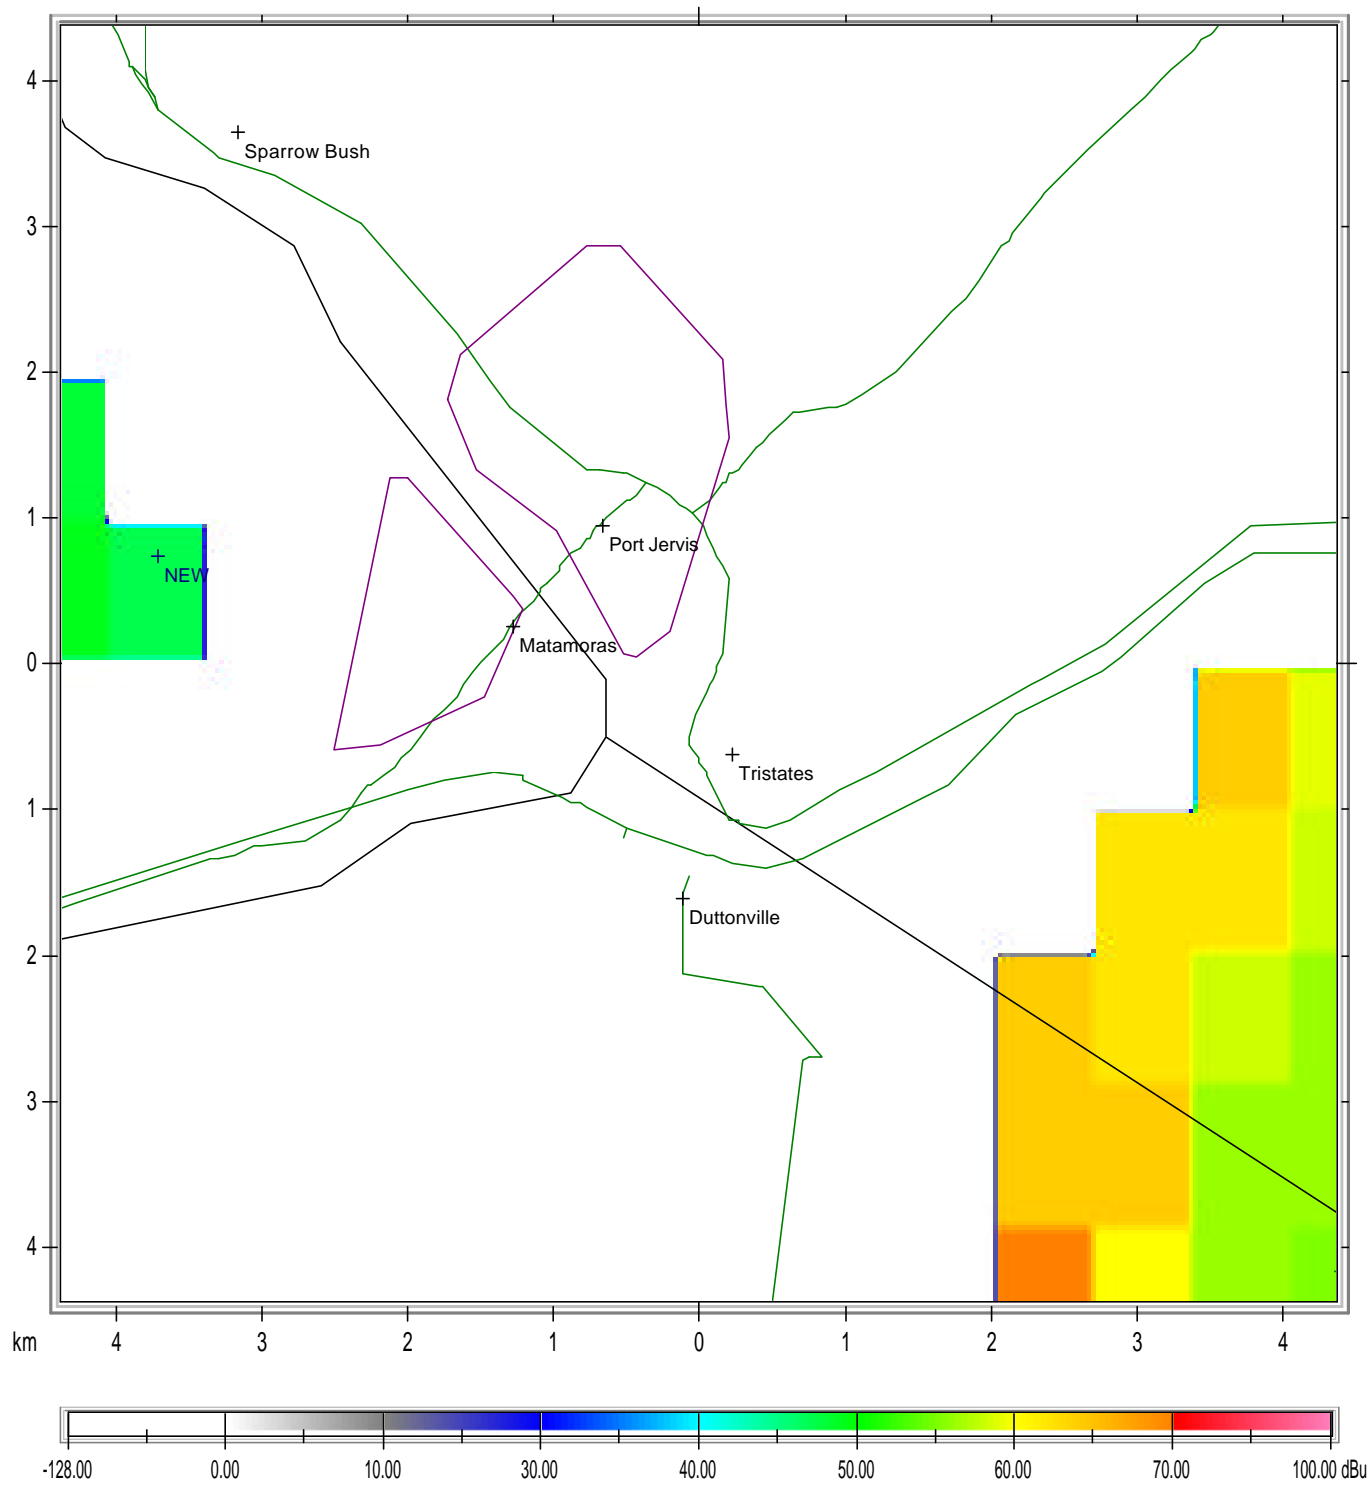 4
Sparrow Bush
3
2
1
Port Jervis
NEW
Matamoras
0
Tristates
1
Duttonville
2
3
4
km 4 3 2 1 0 1 2 3 4
-128.00 0.00 10.00 30.00 40.00 50.00 60.00 70.00 100.00 dBu